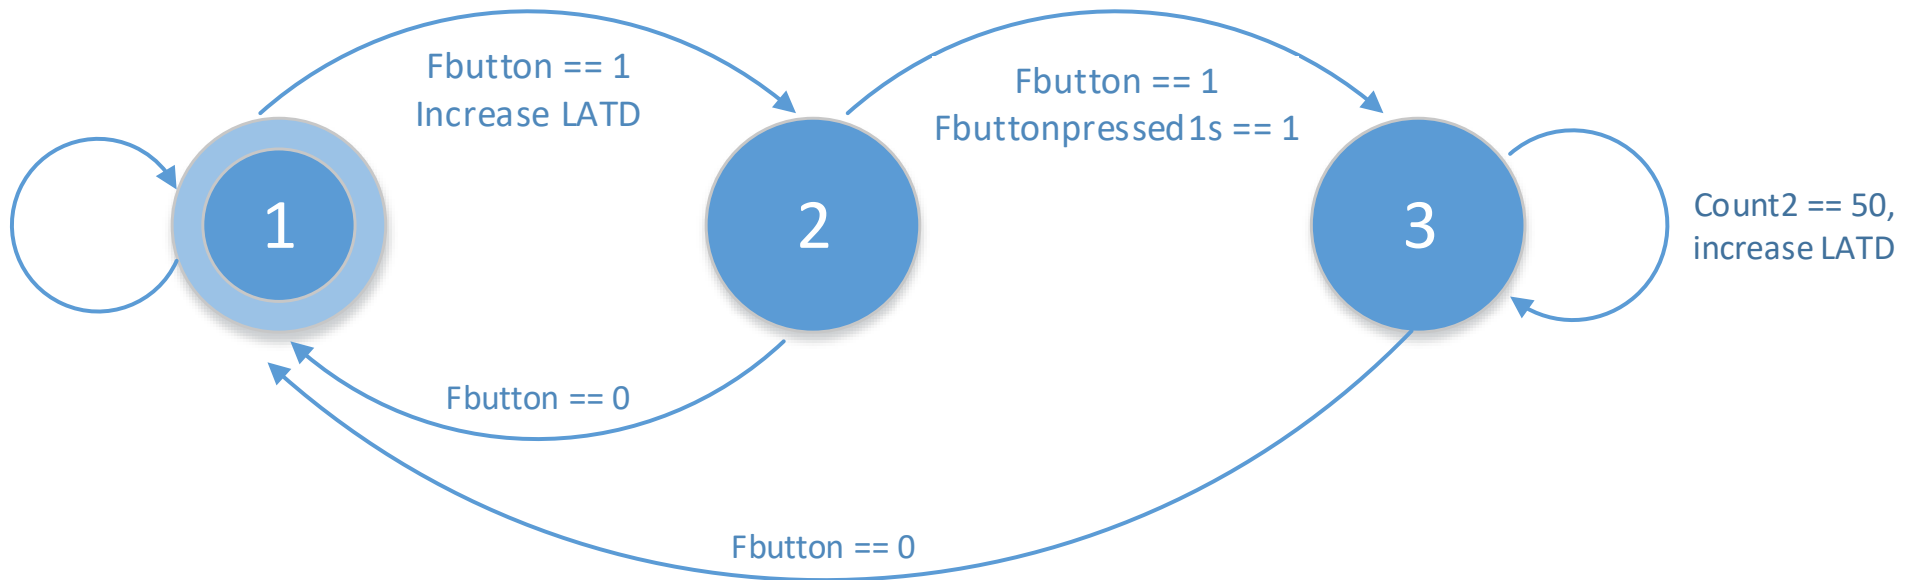 Fbutton == 1
Increase LATD
Fbutton == 1
Fbuttonpressed1s == 1
1
2
3
Count2 == 50,
increase LATD
Fbutton == 0
Fbutton == 0